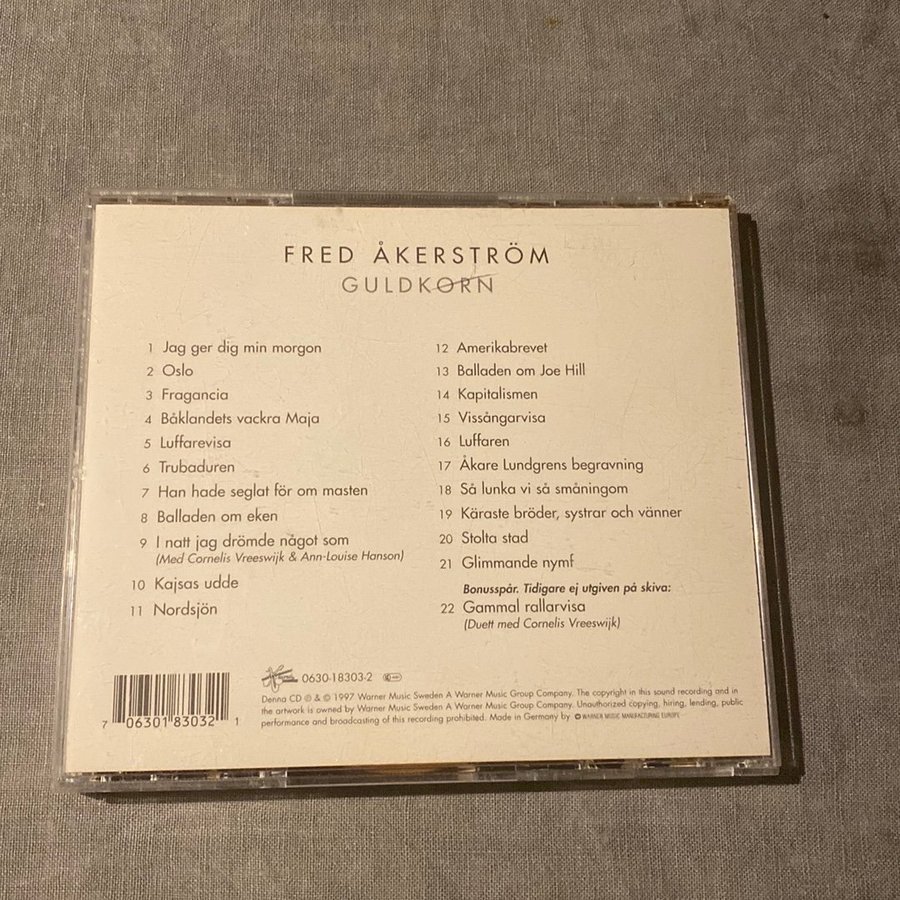 FRED ÅKERSTRÖM
GULDKORN
1 Jag ger dig min morgon
2 Oslo
3 Fragancia
4 Båklandets vackra Maja
5 Luffarevisa
6 Trubaduren
7 Han hade seglat för om masten
8 Balladen om eken
9 I natt jag drömde något som
(Med Cornelis Vreeswijk & Ann-Louise Hanson)
10 Kajsas udde
11 Nordsjön
12 Amerikabrevet
13 Balladen om Joe Hill
14 Kapitalismen
15 Vissångarvisa
16 Luffaren
17 Åkare Lundgrens begravning
18 Så lunka vi så småningom
19 Käraste bröder, systrar och vänner
20 Stolta stad
21 Glimmande nymf
Bonusspår. Tidigare ej utgiven på skiva:
22 Gammal rallarvisa
(Duett med Cornelis Vreeswijk)
0630-18303-2
Denna CD ℗ & © 1997 Warner Music Sweden A Warner Music Group Company. The copyright in this sound recording and in
the artwork is owned by Warner Music Sweden A Warner Music Group Company. Unauthorized copying, hiring, lending, public
performance and broadcasting of this recording prohibited. Made in Germany by WARNER MUSIC MANUFACTURING EUROPE
7 06301 83032 1